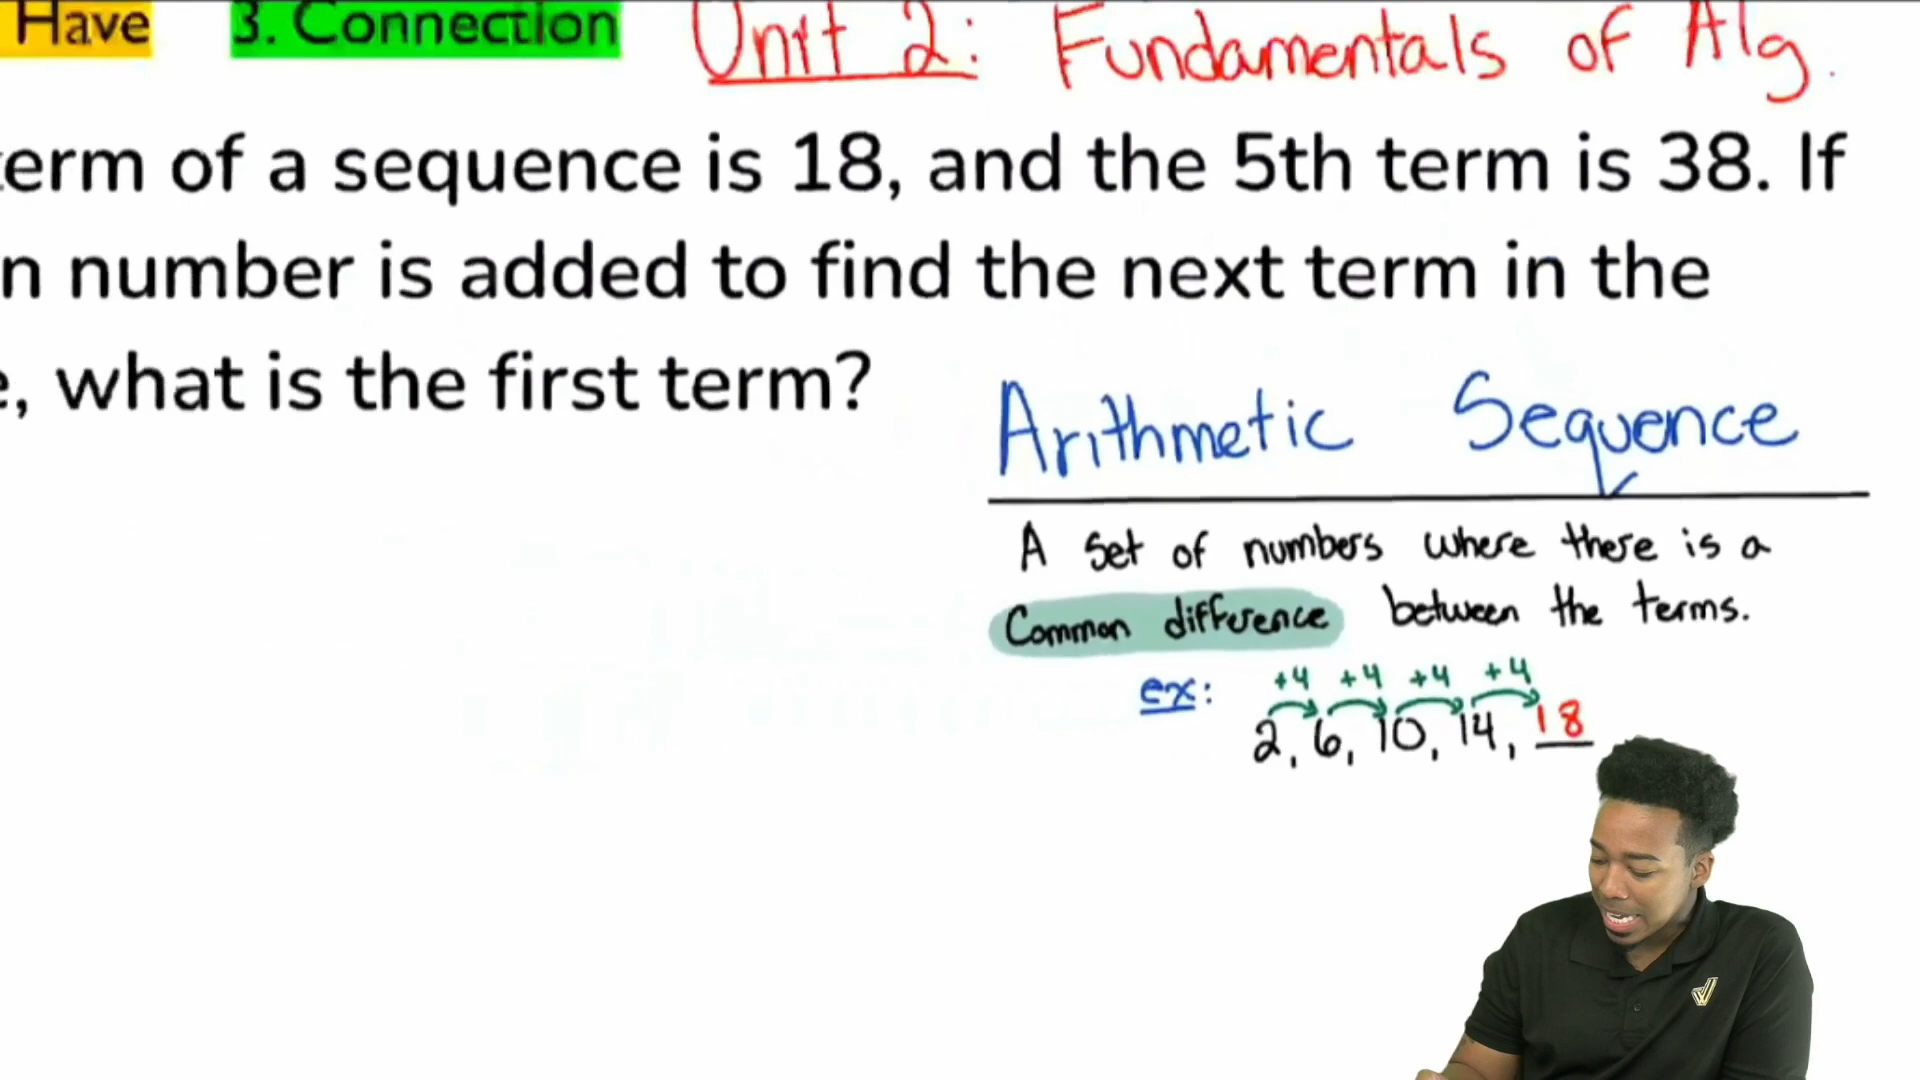 Have 3. Connection Unit 2: Fundamentals of Alg.
term of a sequence is 18, and the 5th term is 38. If
n number is added to find the next term in the
e, what is the first term?
Arithmetic Sequence
A set of numbers where there is a
Common difference between the terms.
+4 +4 +4 +4
ex: 2, 6, 10, 14, 18